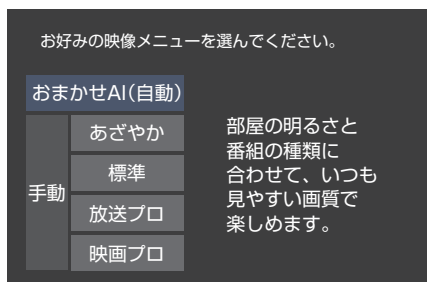 お好みの映像メニューを選んでください。
おまかせAI(自動)
手動
あざやか
標準
放送プロ
映画プロ
部屋の明るさと
番組の種類に
合わせて、いつも
見やすい画質で
楽しめます。